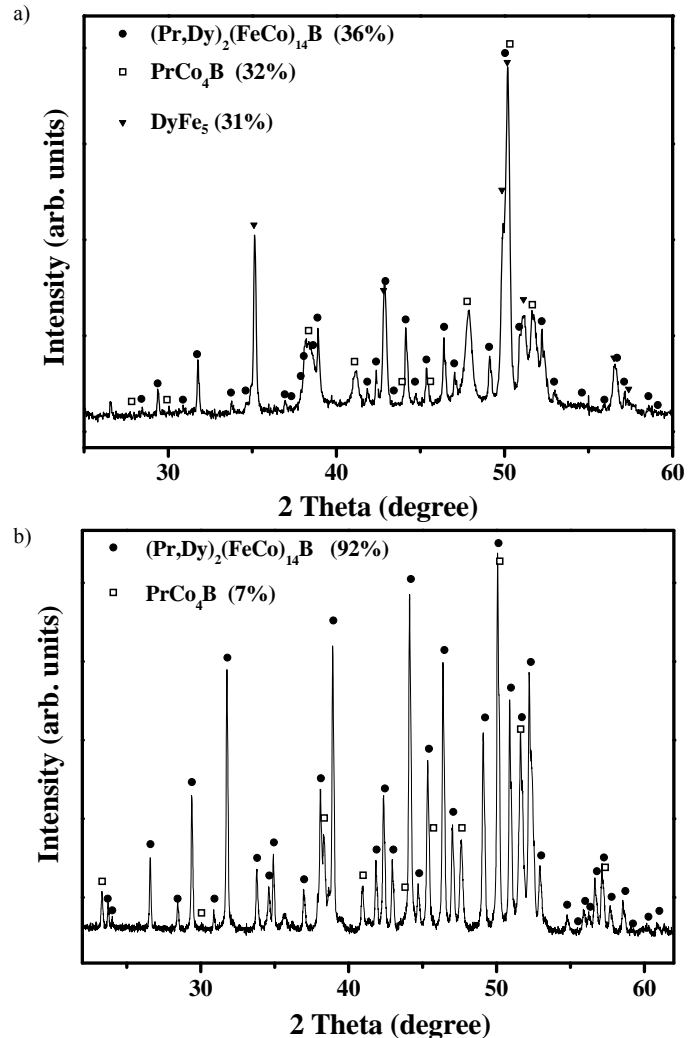 a)
● (Pr,Dy)₂(FeCo)₁₄B (36%)
□ PrCo₄B (32%)
▼ DyFe₅ (31%)
Intensity (arb. units)
30 40 50 60
2 Theta (degree)
b)
● (Pr,Dy)₂(FeCo)₁₄B (92%)
□ PrCo₄B (7%)
Intensity (arb. units)
30 40 50 60
2 Theta (degree)